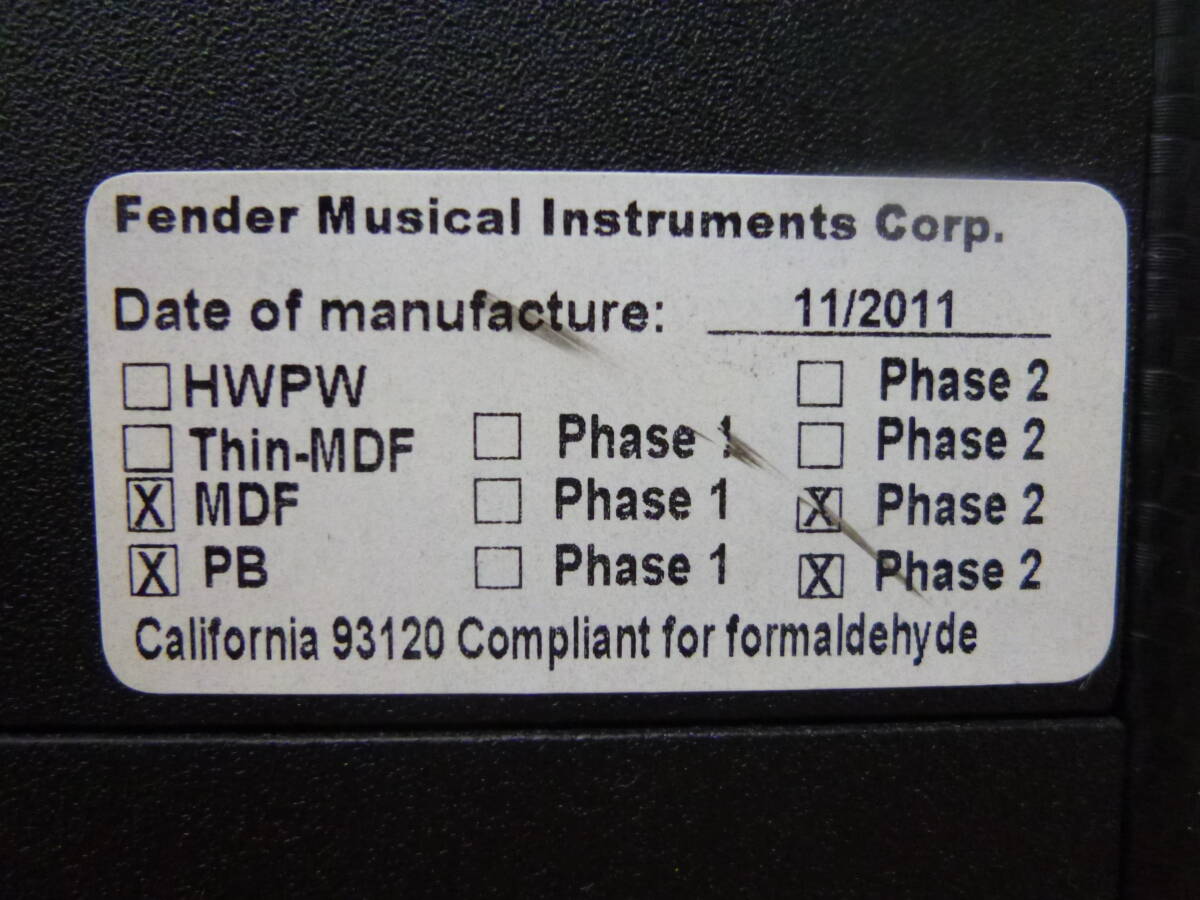 Fender Musical Instruments Corp.
Date of manufacture: 11/2011
☐ HWPW ☐ Phase 2
☐ Thin-MDF ☐ Phase 1 ☐ Phase 2
☒ MDF ☐ Phase 1 ☒ Phase 2
☒ PB ☐ Phase 1 ☒ Phase 2
California 93120 Compliant for formaldehyde